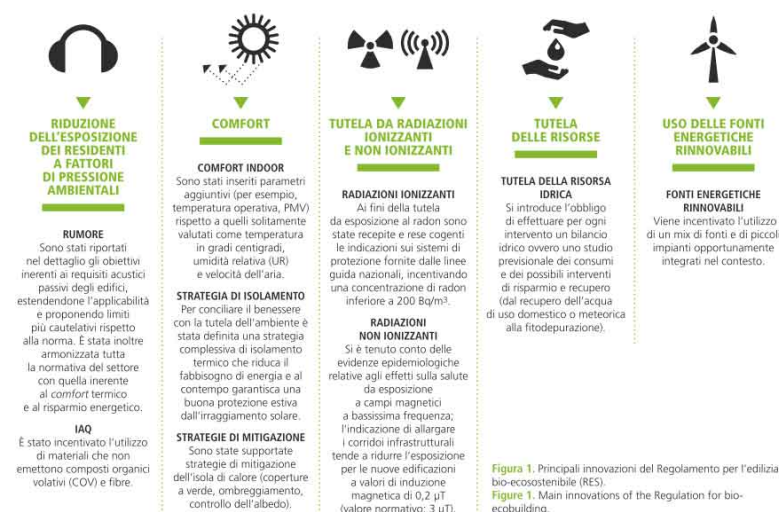 RIDUZIONE
DELL'ESPOSIZIONE
DEI RESIDENTI
A FATTORI
DI PRESSIONE
AMBIENTALI
RUMORE
Sono stati riportati
nel dettaglio gli obiettivi
inerenti ai requisiti acustici
passivi degli edifici,
estendendone l'applicabilità
e proponendo limiti
più cautelativi rispetto
alla norma. È stata inoltre
armonizzata tutta
la normativa del settore
con quella inerente
al comfort termico
e al risparmio energetico.
IAQ
È stato incentivato l'utilizzo
di materiali che non
emettono composti organici
volativi (COV) e fibre.
COMFORT
COMFORT INDOOR
Sono stati inseriti parametri
aggiuntivi (per esempio,
temperatura operativa, PMV)
rispetto a quelli solitamente
valutati come temperatura
in gradi centigradi,
umidità relativa (UR)
e velocità dell'aria.
STRATEGIA DI ISOLAMENTO
Per conciliare il benessere
con la tutela dell'ambiente è
stata definita una strategia
complessiva di isolamento
termico che riduca il
fabbisogno di energia e al
contempo garantisca una
buona protezione estiva
dall'irraggiamento solare.
STRATEGIE DI MITIGAZIONE
Sono state supportate
strategie di mitigazione
dell'isola di calore (coperture
a verde, ombreggiamento,
controllo dell'albedo).
TUTELA DA RADIAZIONI
IONIZZANTI
E NON IONIZZANTI
RADIAZIONI IONIZZANTI
Ai fini della tutela
da esposizione al radon sono
state recepite e rese cogenti
le indicazioni sui sistemi di
protezione fornite dalle linee
guida nazionali, incentivando
una concentrazione di radon
inferiore a 200 Bq/m³.
RADIAZIONI
NON IONIZZANTI
Si è tenuto conto delle
evidenze epidemiologiche
relative agli effetti sulla salute
da esposizione
a campi magnetici
a bassissima frequenza;
l'indicazione di allargare
i corridoi infrastrutturali
tende a ridurre l'esposizione
per le nuove edificazioni
a valori di induzione
magnetica di 0,2 µT
(valore normativo: 3 µT).
TUTELA
DELLE RISORSE
TUTELA DELLA RISORSA
IDRICA
Si introduce l'obbligo
di effettuare per ogni
intervento un bilancio
idrico ovvero uno studio
previsionale dei consumi
e dei possibili interventi
di risparmio e recupero
(dal recupero dell'acqua
di uso domestico o meteorica
alla fitodepurazione).
USO DELLE FONTI
ENERGETICHE
RINNOVABILI
FONTI ENERGETICHE
RINNOVABILI
Viene incentivato l'utilizzo
di un mix di fonti e di piccoli
impianti opportunamente
integrati nel contesto.
Figura 1. Principali innovazioni del Regolamento per l'edilizia
bio-ecosostenibile (RES).
Figure 1. Main innovations of the Regulation for bio-
ecobuilding.